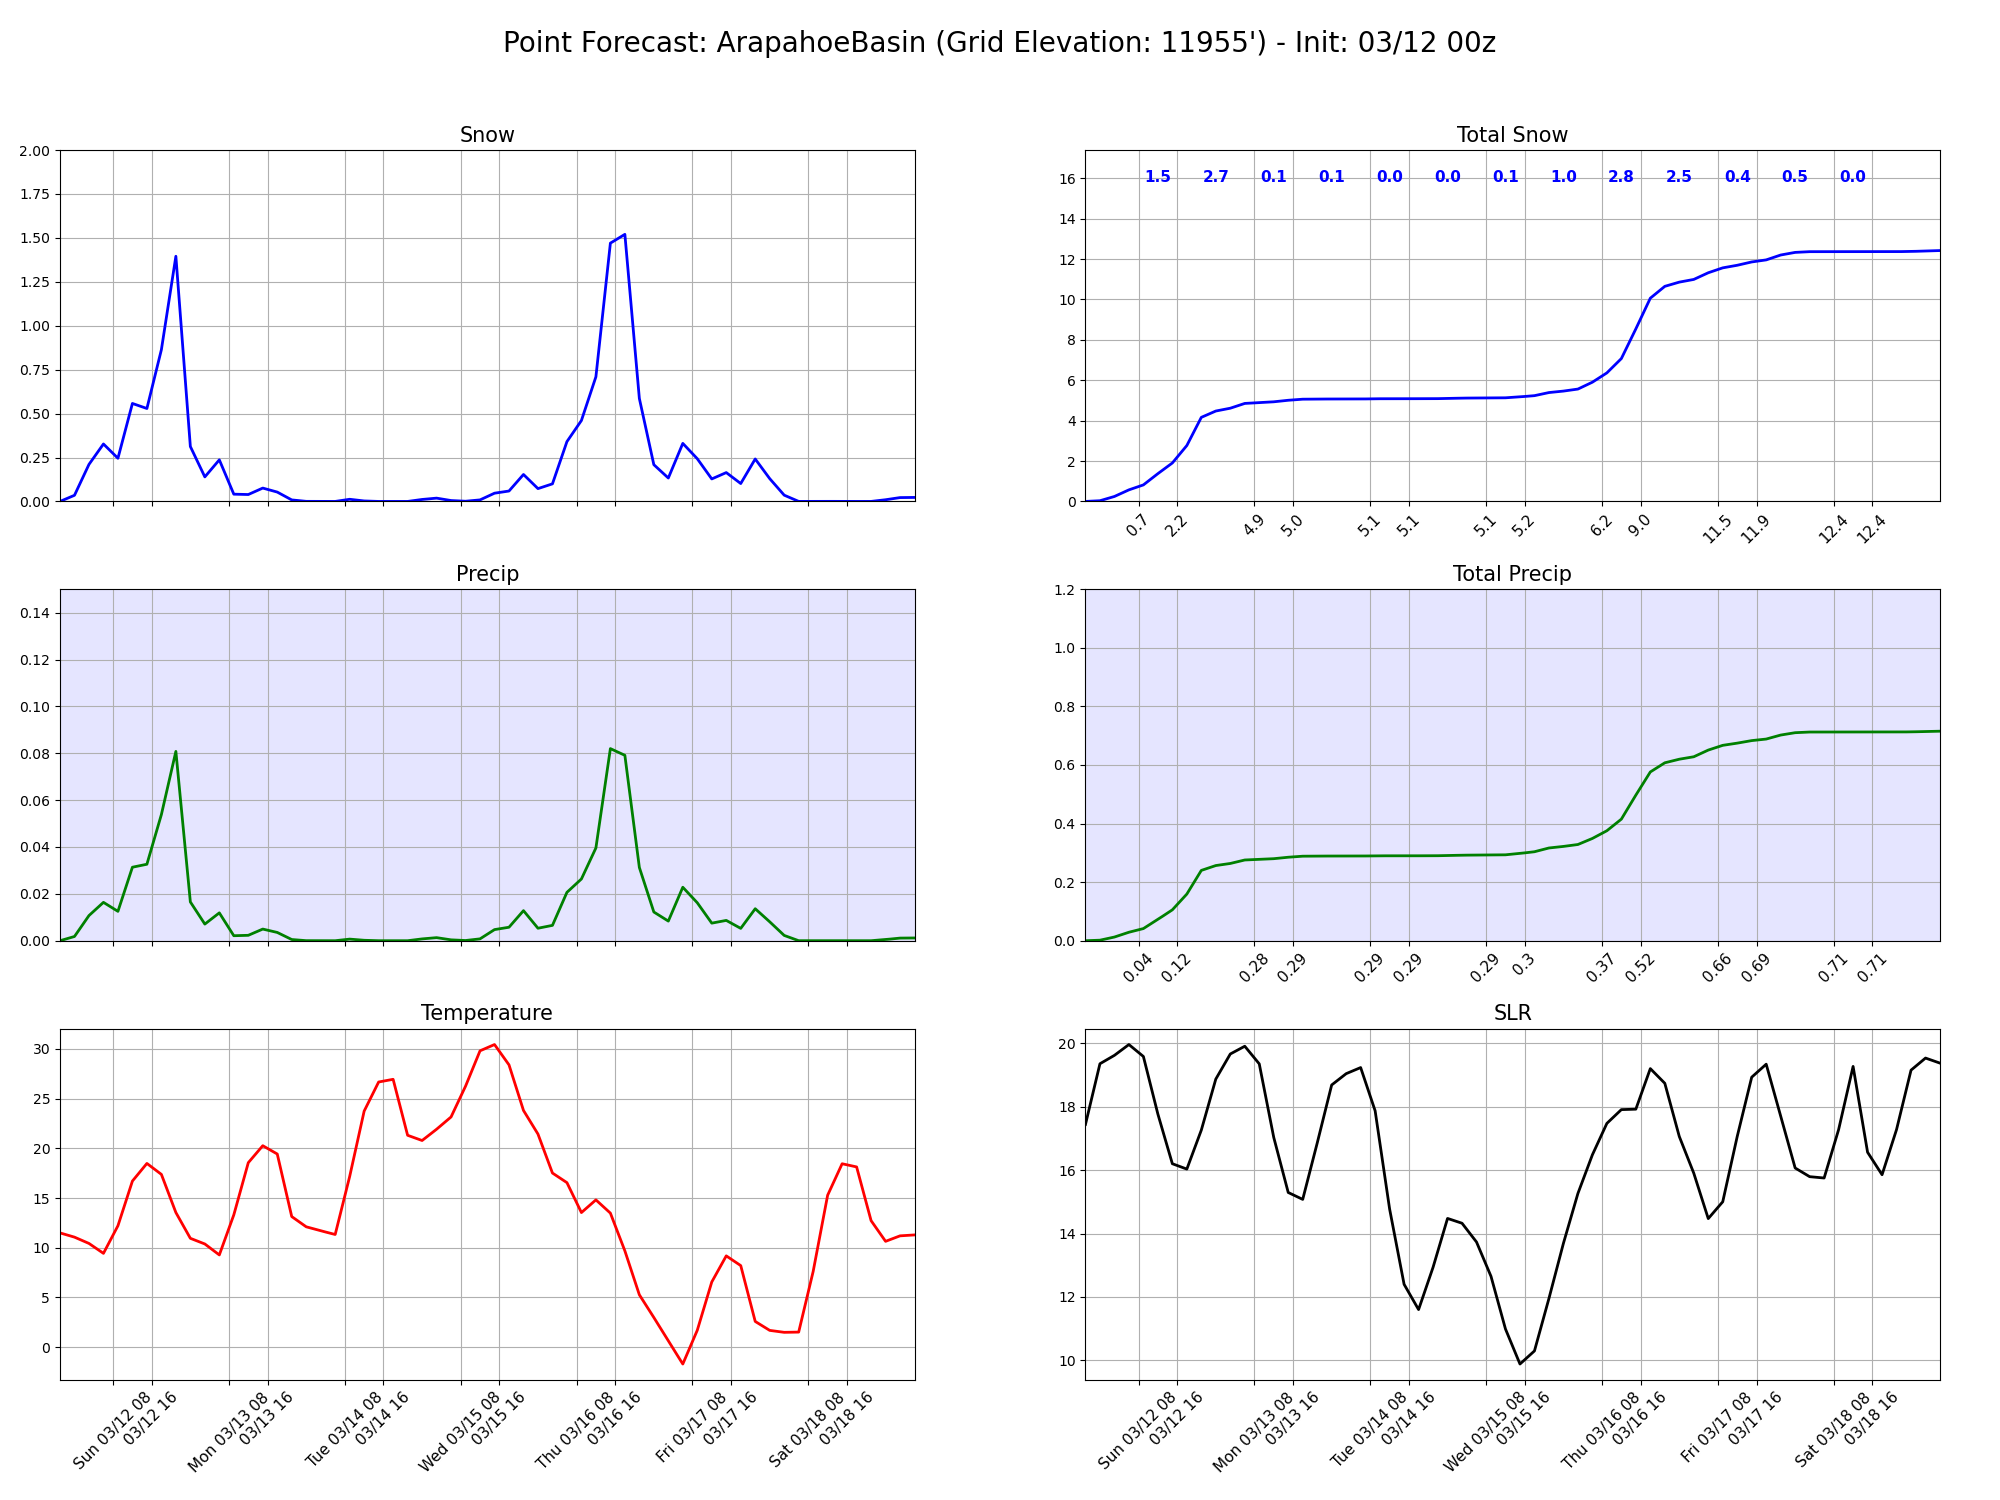 Point Forecast: ArapahoeBasin (Grid Elevation: 11955') - Init: 03/12 00z
Snow
2.00
1.75
1.50
1.25
1.00
0.75
0.50
0.25
0.00
Total Snow
1.5 2.7 0.1 0.1 0.0 0.0 0.1 1.0 2.8 2.5 0.4 0.5 0.0
16
14
12
10
8
6
4
2
0
0.7 2.2 4.9 5.0 5.1 5.1 5.1 5.2 6.2 9.0 11.5 11.9 12.4 12.4
Precip
0.14
0.12
0.10
0.08
0.06
0.04
0.02
0.00
Total Precip
1.2
1.0
0.8
0.6
0.4
0.2
0.0
0.04 0.12 0.28 0.29 0.29 0.29 0.29 0.3 0.37 0.52 0.66 0.69 0.71 0.71
Temperature
30
25
20
15
10
5
0
Sun 03/12 08
03/12 16
Mon 03/13 08
03/13 16
Tue 03/14 08
03/14 16
Wed 03/15 08
03/15 16
Thu 03/16 08
03/16 16
Fri 03/17 08
03/17 16
Sat 03/18 08
03/18 16
SLR
20
18
16
14
12
10
Sun 03/12 08
03/12 16
Mon 03/13 08
03/13 16
Tue 03/14 08
03/14 16
Wed 03/15 08
03/15 16
Thu 03/16 08
03/16 16
Fri 03/17 08
03/17 16
Sat 03/18 08
03/18 16